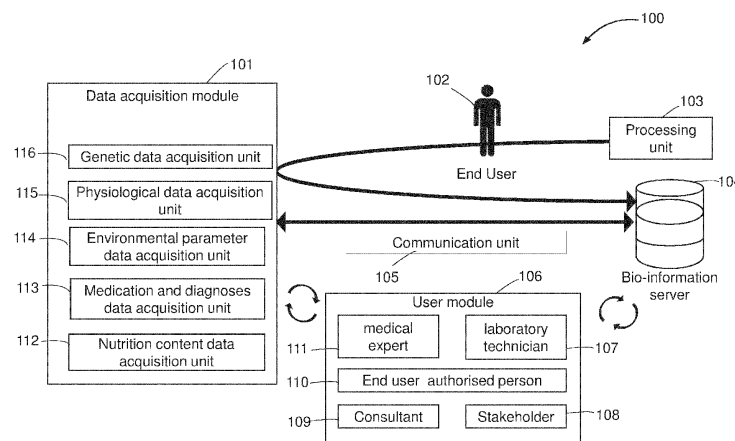 100
101
Data acquisition module
102
103
Processing
unit
116
Genetic data acquisition unit
End User
115
Physiological data acquisition
unit
114
Environmental parameter
data acquisition unit
Communication unit
105
106
Bio-information
server
113
Medication and diagnoses
data acquisition unit
User module
medical
expert
laboratory
technician
111
107
112
Nutrition content data
acquisition unit
110
End user authorised person
109
Consultant
Stakeholder
108